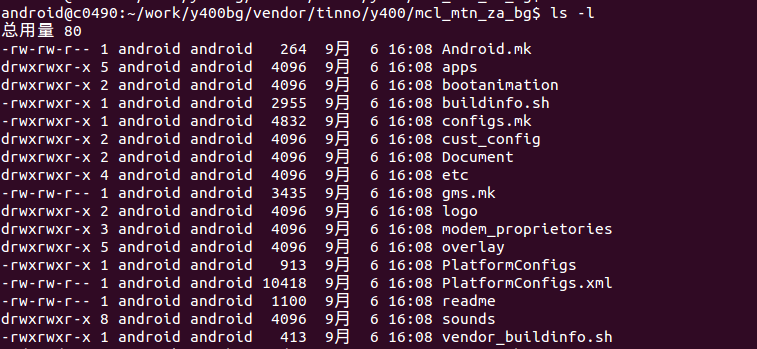 android@c0490:~/work/y400bg/vendor/tinno/y400/mcl_mtn_za_bg$ ls -l
总用量 80
-rw-rw-r-- 1 android android   264  9月   6 16:08 Android.mk
drwxrwxr-x 5 android android  4096  9月   6 16:08 apps
drwxrwxr-x 2 android android  4096  9月   6 16:08 bootanimation
-rwxrwxr-x 1 android android  2955  9月   6 16:08 buildinfo.sh
-rwxrwxr-x 1 android android  4832  9月   6 16:08 configs.mk
drwxrwxr-x 2 android android  4096  9月   6 16:08 cust_config
drwxrwxr-x 2 android android  4096  9月   6 16:08 Document
drwxrwxr-x 4 android android  4096  9月   6 16:08 etc
-rw-rw-r-- 1 android android  3435  9月   6 16:08 gms.mk
drwxrwxr-x 2 android android  4096  9月   6 16:08 logo
drwxrwxr-x 3 android android  4096  9月   6 16:08 modem_proprietories
drwxrwxr-x 5 android android  4096  9月   6 16:08 overlay
-rwxrwxr-x 1 android android   913  9月   6 16:08 PlatformConfigs
-rw-rw-r-- 1 android android 10418  9月   6 16:08 PlatformConfigs.xml
-rw-rw-r-- 1 android android  1100  9月   6 16:08 readme
drwxrwxr-x 8 android android  4096  9月   6 16:08 sounds
-rwxrwxr-x 1 android android   413  9月   6 16:08 vendor_buildinfo.sh